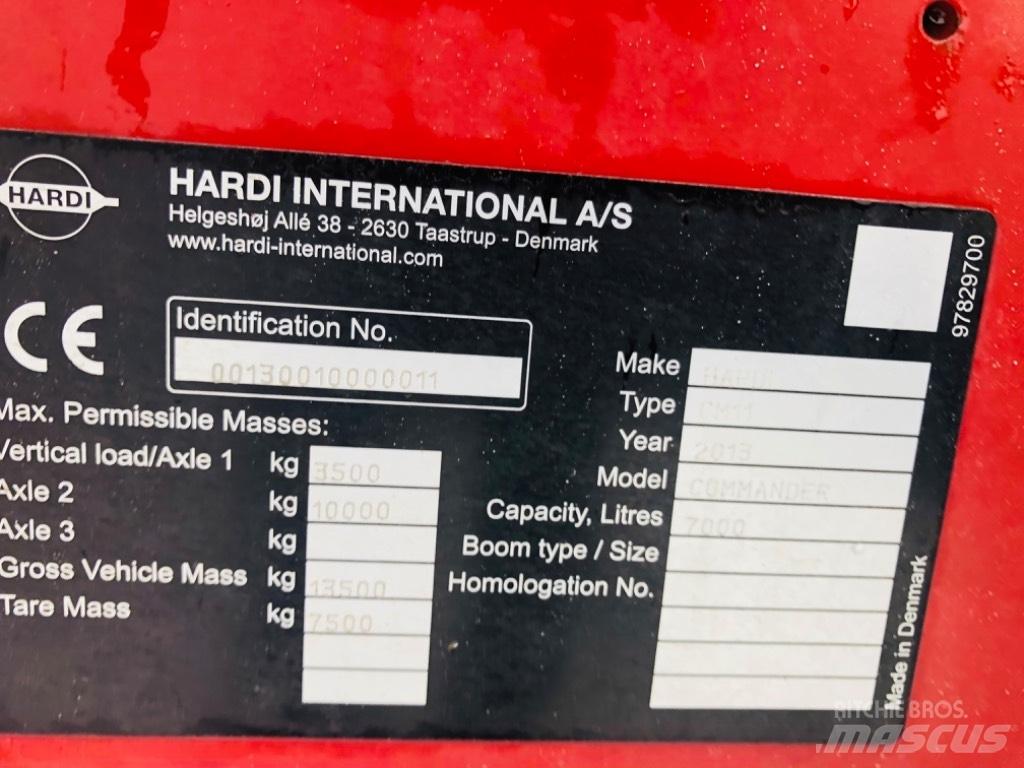 HARDI
HARDI INTERNATIONAL A/S
Helgeshøj Allé 38 - 2630 Taastrup - Denmark
www.hardi-international.com
97829700
CE
Identification No.
00130010000011
Max. Permissible Masses:
Vertical load/Axle 1 kg 3500
Axle 2 kg 10000
Axle 3 kg
Gross Vehicle Mass kg 13500
Tare Mass kg 7500
Make HARDI
Type CM11
Year 2013
Model COMMANDER
Capacity, Litres 7000
Boom type / Size
Homologation No.
Made in Denmark
RITCHIE BROS.
MASCUS